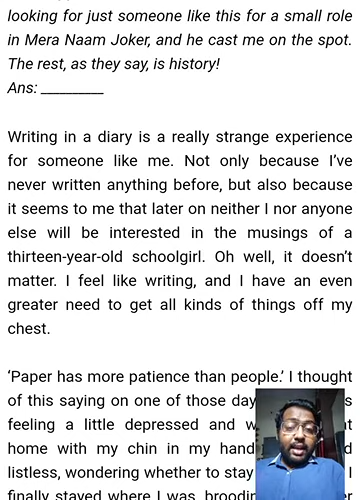 looking for just someone like this for a small role
in Mera Naam Joker, and he cast me on the spot.
The rest, as they say, is history!
Ans: __________
Writing in a diary is a really strange experience
for someone like me. Not only because I've
never written anything before, but also because
it seems to me that later on neither I nor anyone
else will be interested in the musings of a
thirteen-year-old schoolgirl. Oh well, it doesn't
matter. I feel like writing, and I have an even
greater need to get all kinds of things off my
chest.
'Paper has more patience than people.' I thought
of this saying on one of those day s
feeling a little depressed and w t
home with my chin in my hand d
listless, wondering whether to stay
finally stayed where I was, broodin r